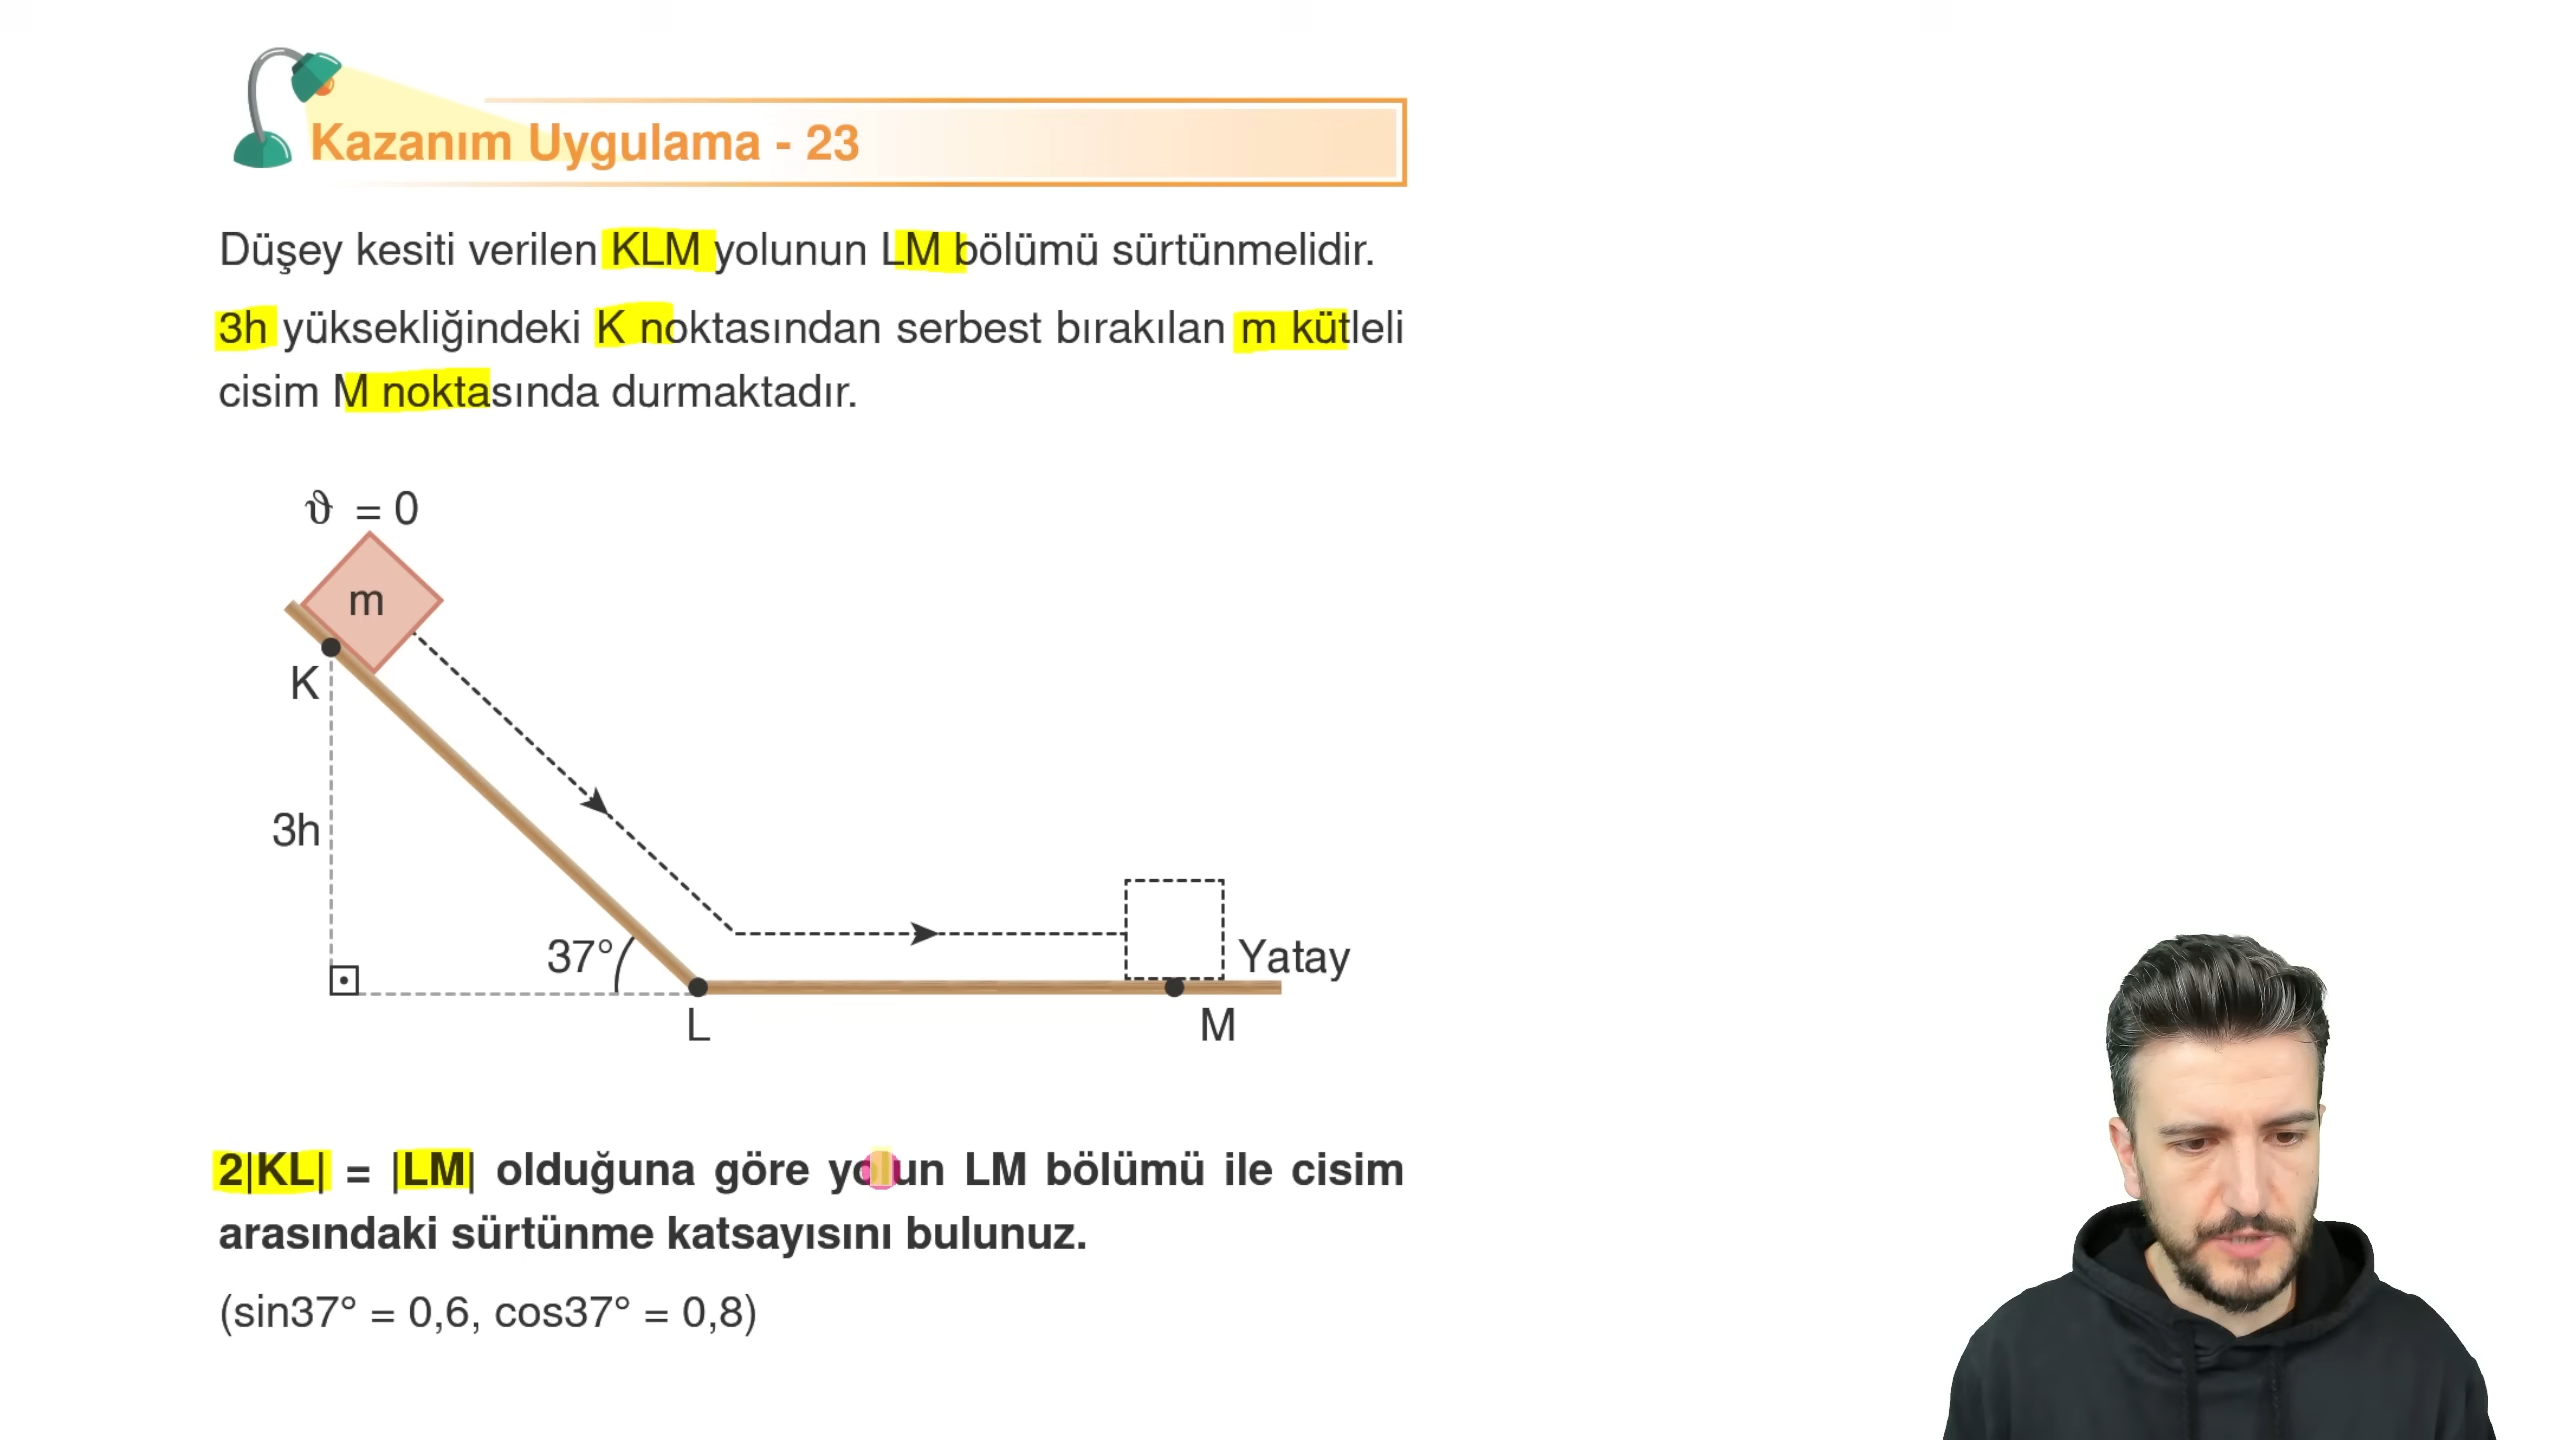 Kazanım Uygulama - 23
Düşey kesiti verilen KLM yolunun LM bölümü sürtünmelidir.
3h yüksekliğindeki K noktasından serbest bırakılan m kütleli
cisim M noktasında durmaktadır.
ϑ = 0
m
K
3h
37°
Yatay
L
M
2|KL| = |LM| olduğuna göre yolun LM bölümü ile cisim
arasındaki sürtünme katsayısını bulunuz.
(sin37° = 0,6, cos37° = 0,8)